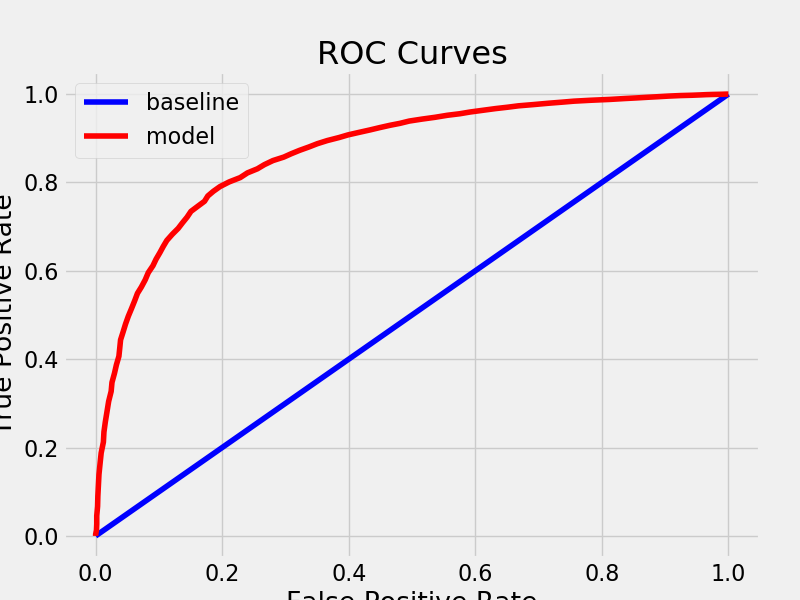 ROC Curves
baseline
model
True Positive Rate
1.0
0.8
0.6
0.4
0.2
0.0
0.0 0.2 0.4 0.6 0.8 1.0
False Positive Rate